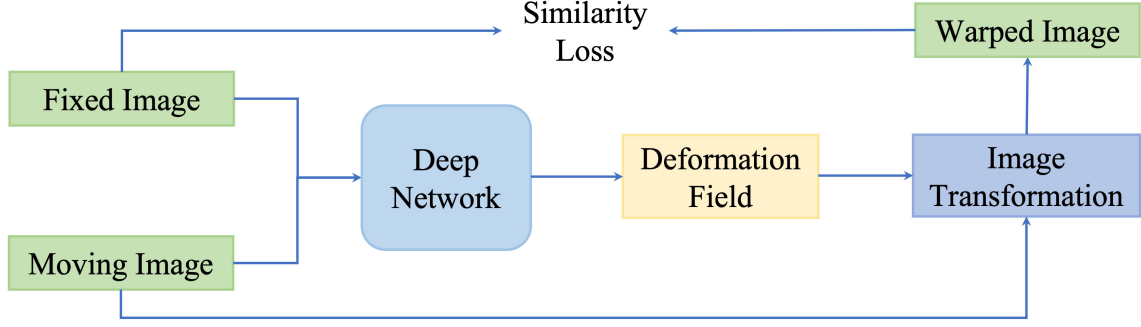 Similarity
Loss
Warped Image
Fixed Image
Deep
Network
Deformation
Field
Image
Transformation
Moving Image